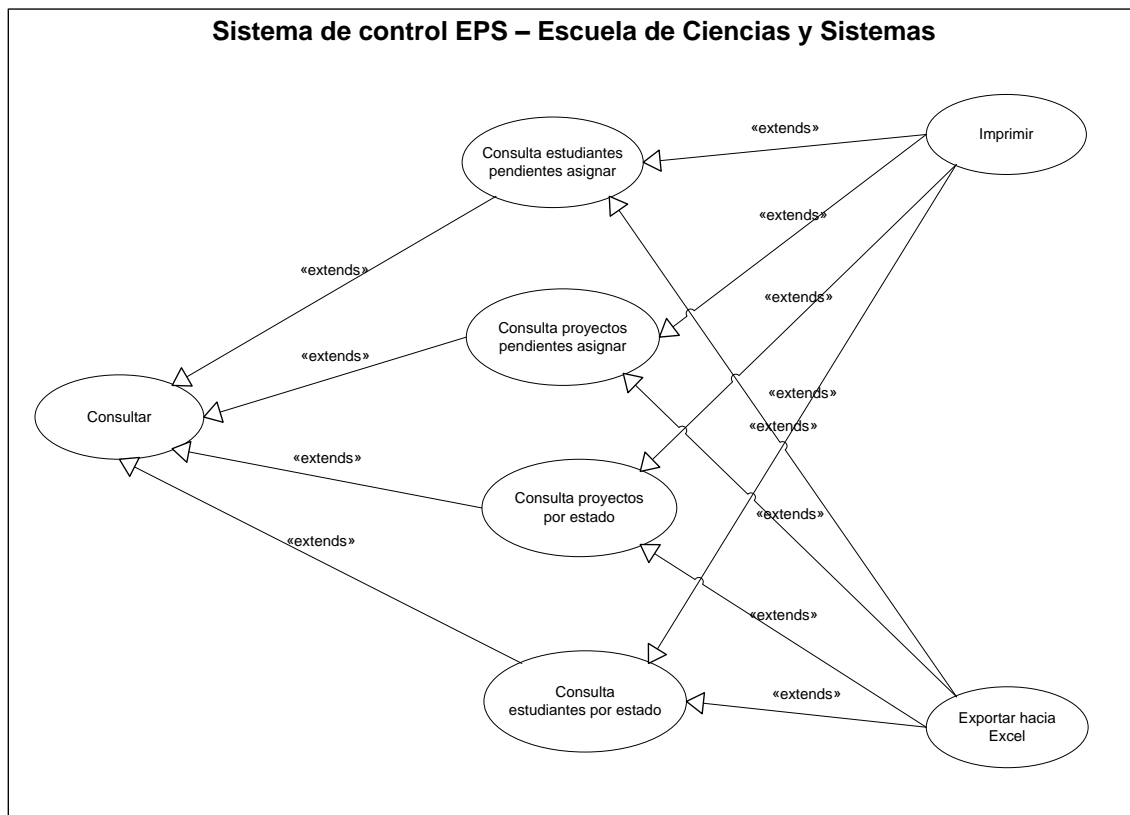 Sistema de control EPS – Escuela de Ciencias y Sistemas
«extends»
Imprimir
Consulta estudiantes
pendientes asignar
«extends»
«extends»
«extends»
Consulta proyectos
pendientes asignar
«extends»
«extends»
Consultar
«extends»
«extends»
Consulta proyectos
por estado
«extends»
«extends»
«extends»
Consulta
estudiantes por estado
«extends»
Exportar hacia
Excel